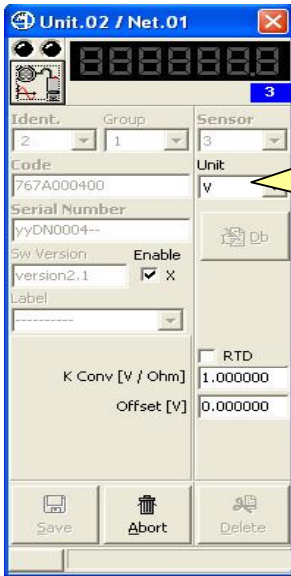 Unit.02 / Net.01
3
Ident. Group Sensor
2 1 3
Code Unit
767A000400 V
Serial Number
yyDN0004--
Db
Sw Version Enable
version2.1 X
Label
----------
RTD
K Conv [V / Ohm] 1.000000
Offset [V] 0.000000
Save Abort Delete